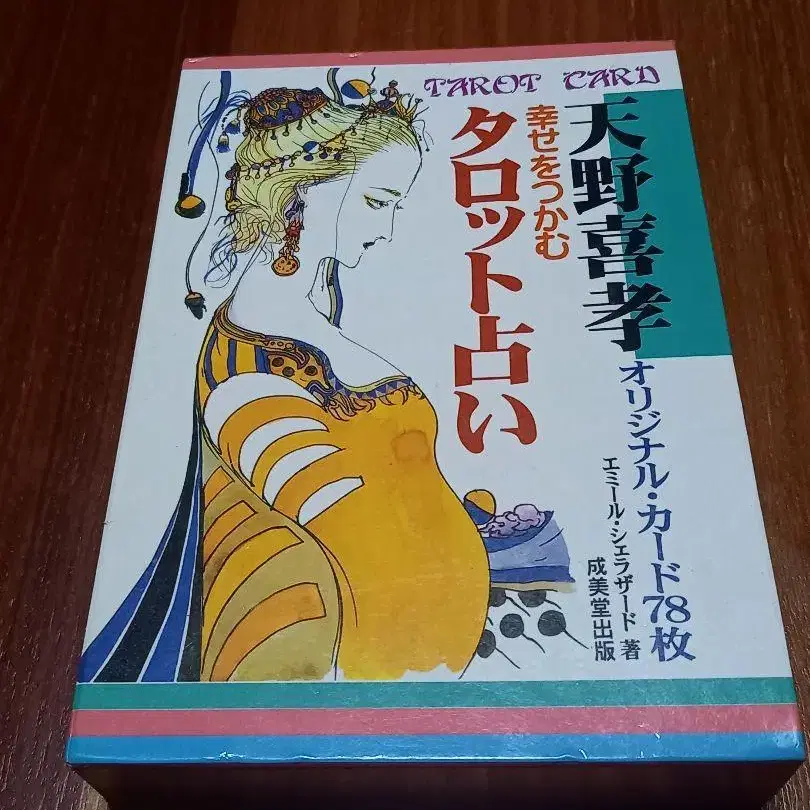 TAROT CARD
天野喜孝
オリジナル・カード78枚
幸せをつかむ
タロット占い
エミール・シェラザード 著
成美堂出版